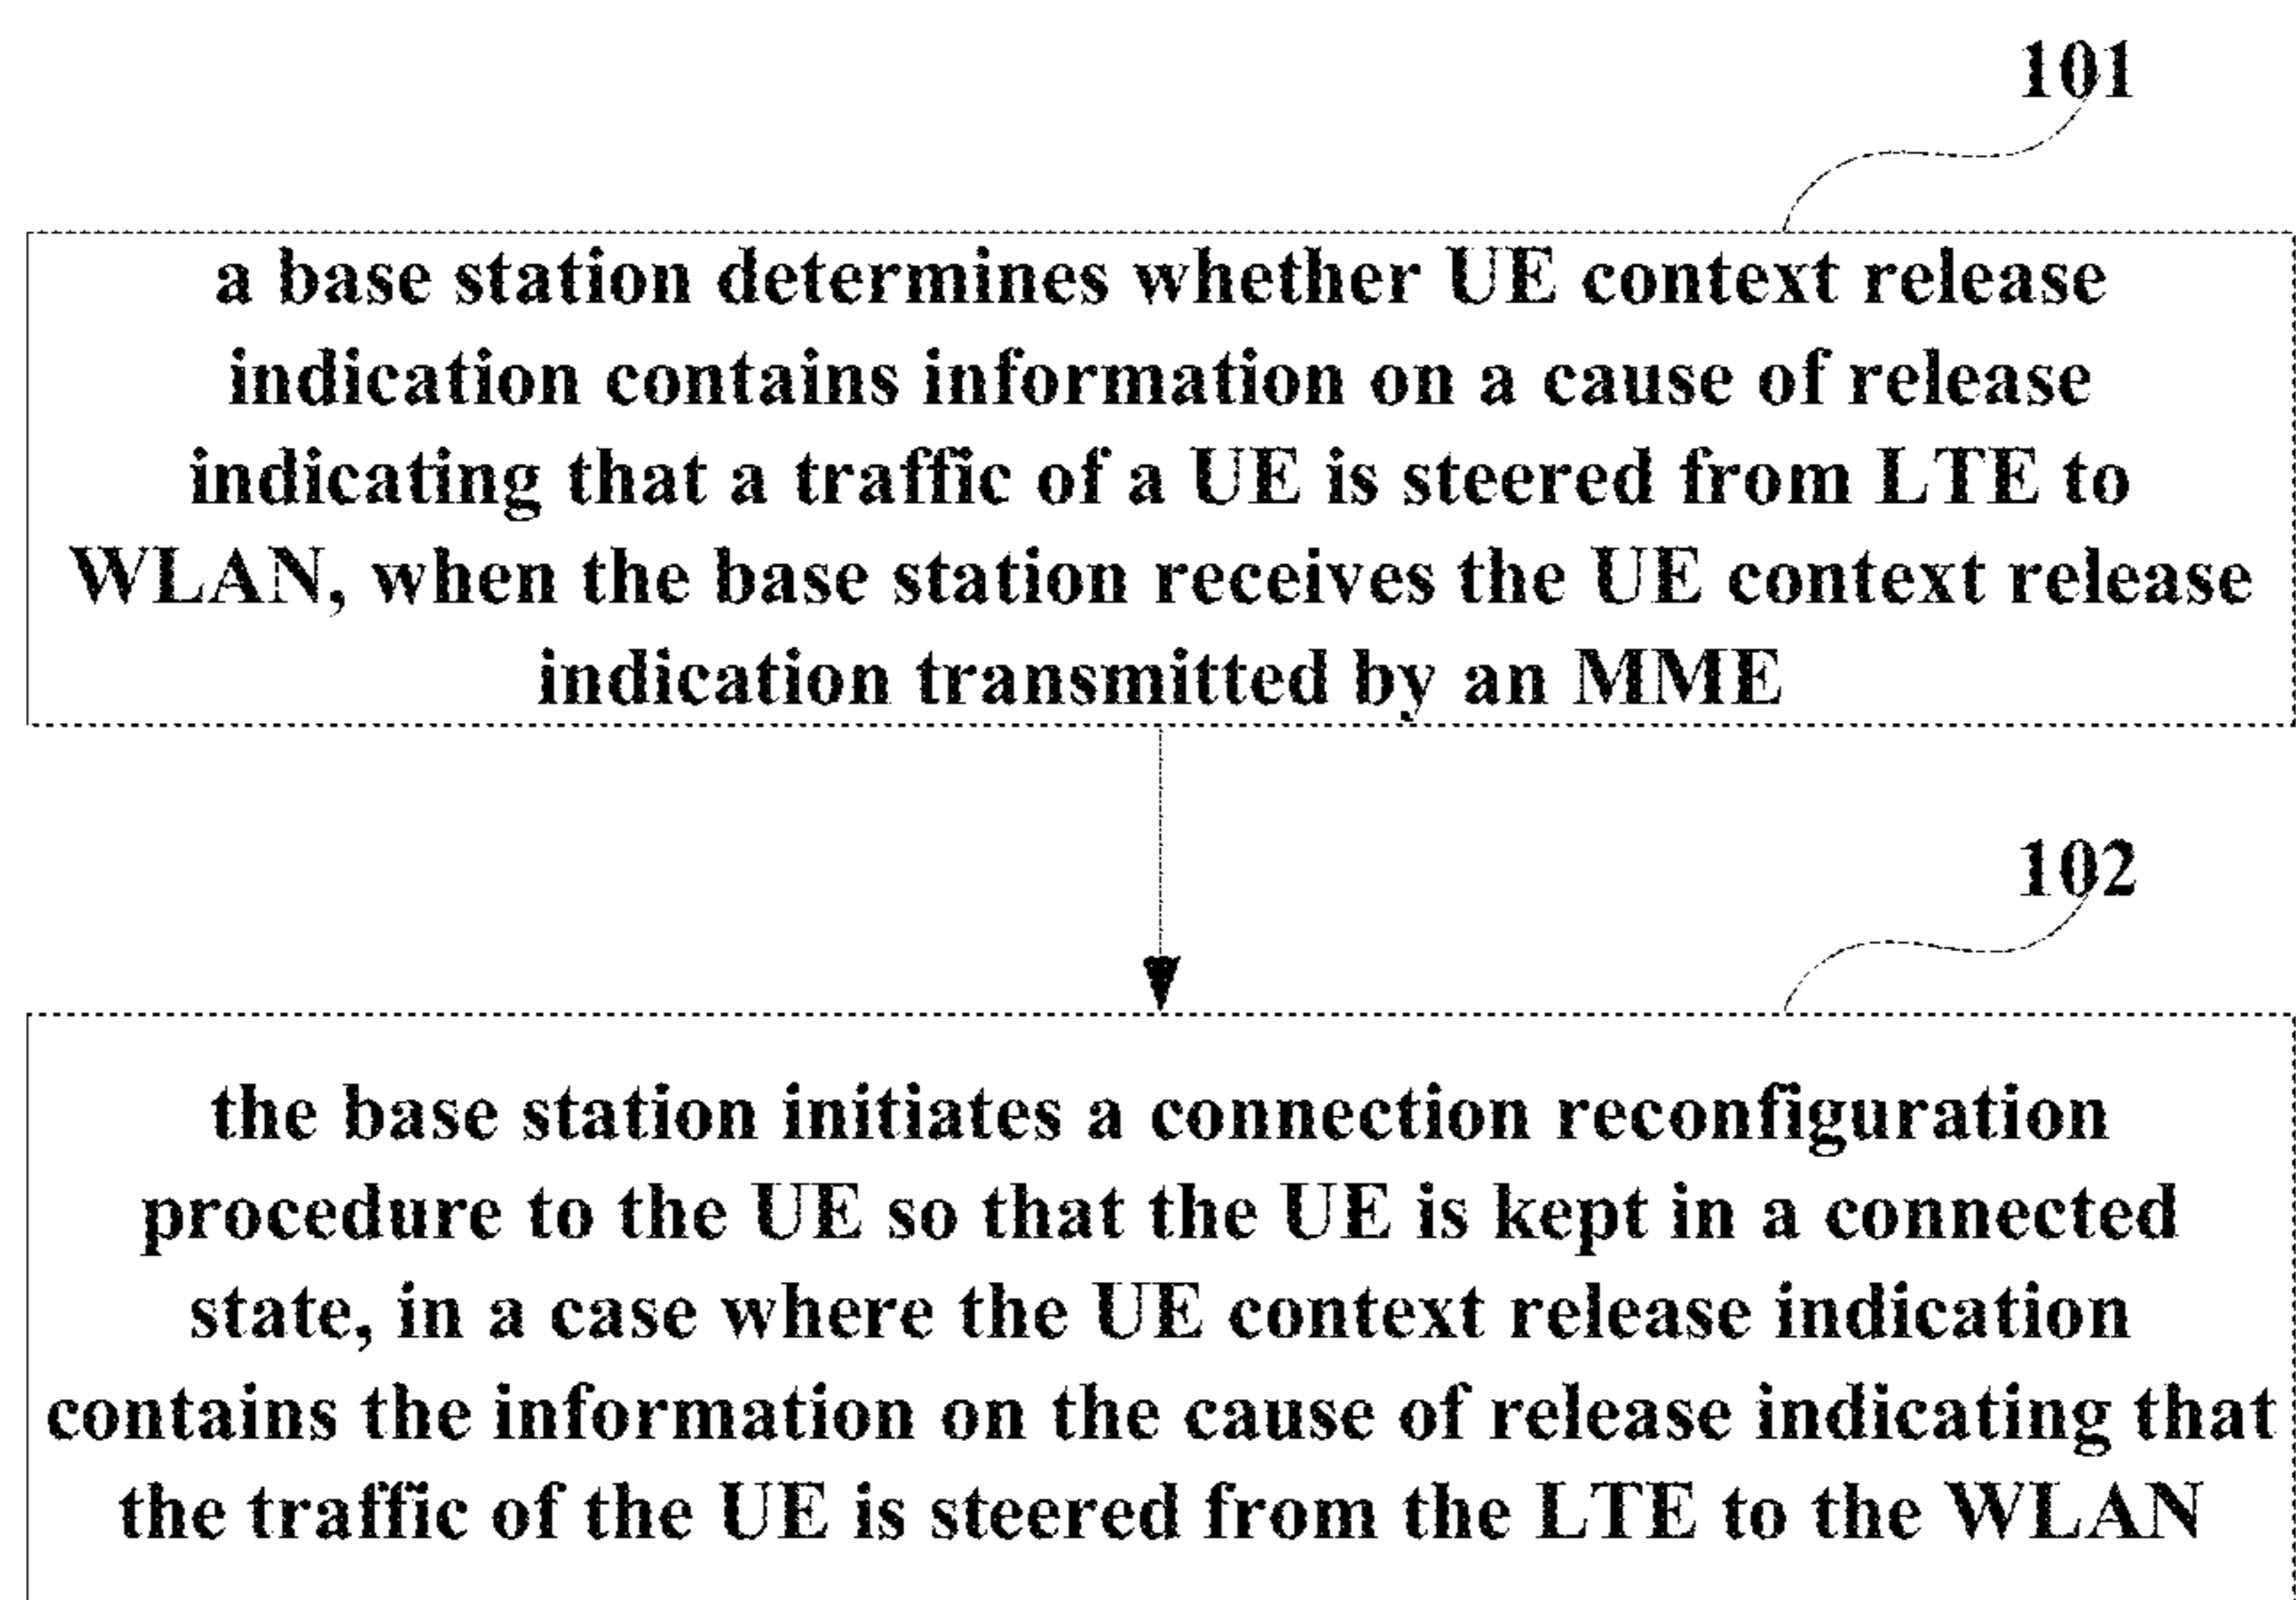 101
a base station determines whether UE context release
indication contains information on a cause of release
indicating that a traffic of a UE is steered from LTE to
WLAN, when the base station receives the UE context release
indication transmitted by an MME
102
the base station initiates a connection reconfiguration
procedure to the UE so that the UE is kept in a connected
state, in a case where the UE context release indication
contains the information on the cause of release indicating that
the traffic of the UE is steered from the LTE to the WLAN